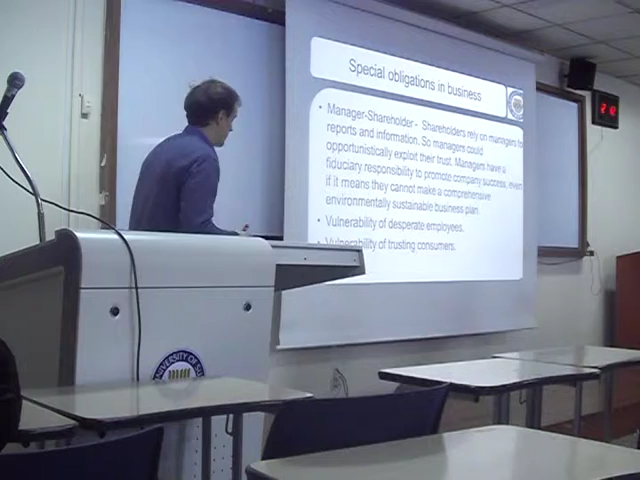 Special obligations in business
• Manager-Shareholder - Shareholders rely on managers for
reports and information. So managers could
opportunistically exploit their trust. Managers have a
fiduciary responsibility to promote company success, even
if it means they cannot make a comprehensive
environmentally sustainable business plan.
• Vulnerability of desperate employees.
• Vulnerability of trusting consumers.
UNIVERSITY OF